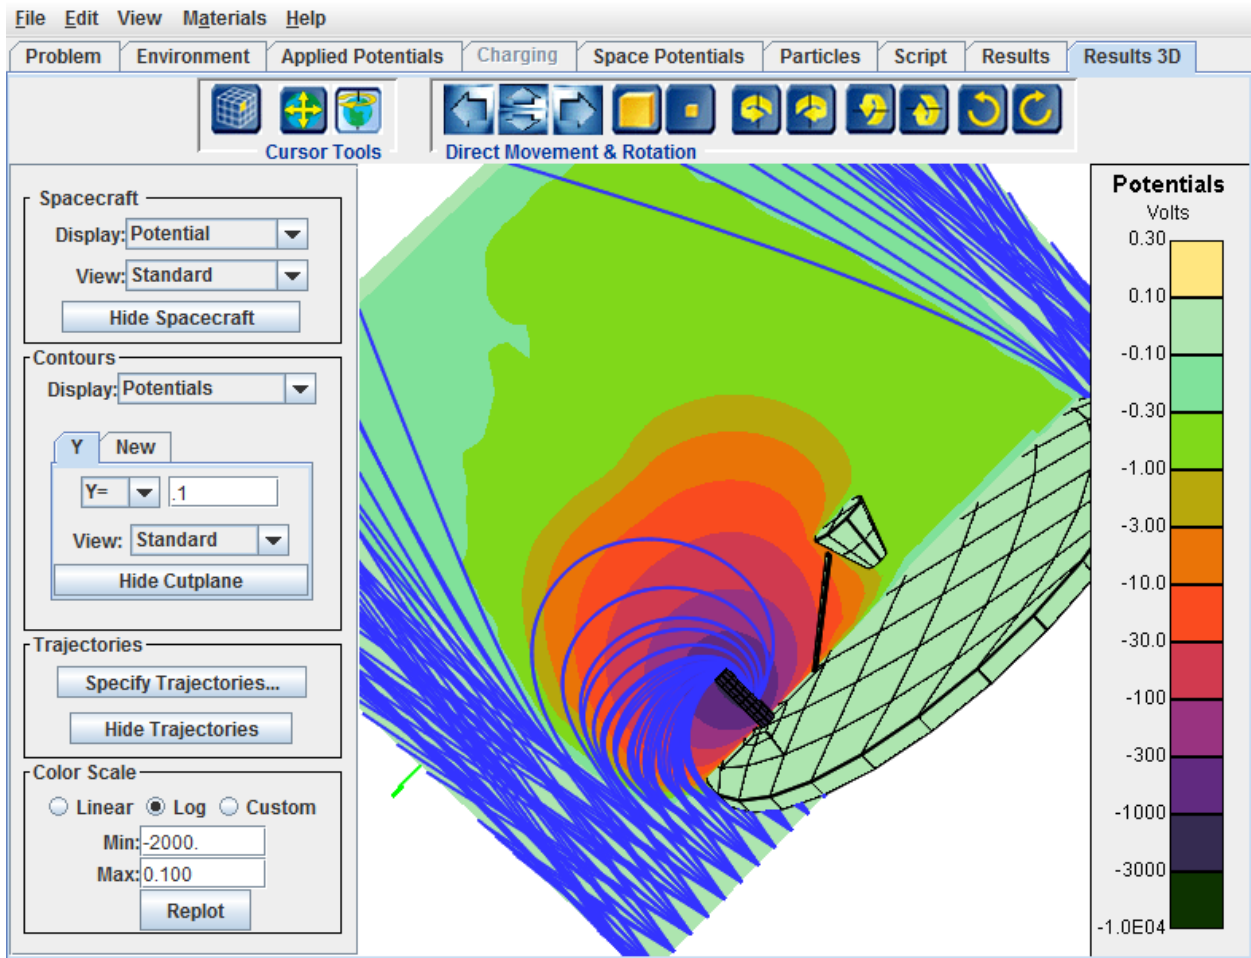 File Edit View Materials Help
Problem Environment Applied Potentials Charging Space Potentials Particles Script Results Results 3D
Cursor Tools Direct Movement & Rotation
Spacecraft
Display: Potential
View: Standard
Hide Spacecraft
Contours
Display: Potentials
Y New
Y= .1
View: Standard
Hide Cutplane
Trajectories
Specify Trajectories...
Hide Trajectories
Color Scale
Linear Log Custom
Min: -2000.
Max: 0.100
Replot
Potentials
Volts
0.30
0.10
-0.10
-0.30
-1.00
-3.00
-10.0
-30.0
-100
-300
-1000
-3000
-1.0E04